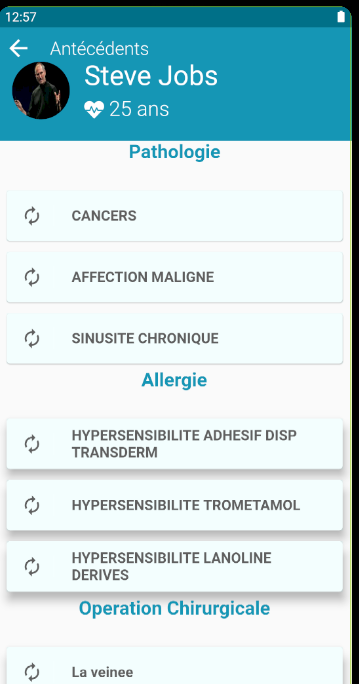 12:57
Antécédents
Steve Jobs
25 ans
Pathologie
CANCERS
AFFECTION MALIGNE
SINUSITE CHRONIQUE
Allergie
HYPERSENSIBILITE ADHESIF DISP
TRANSDERM
HYPERSENSIBILITE TROMETAMOL
HYPERSENSIBILITE LANOLINE
DERIVES
Operation Chirurgicale
La veinee